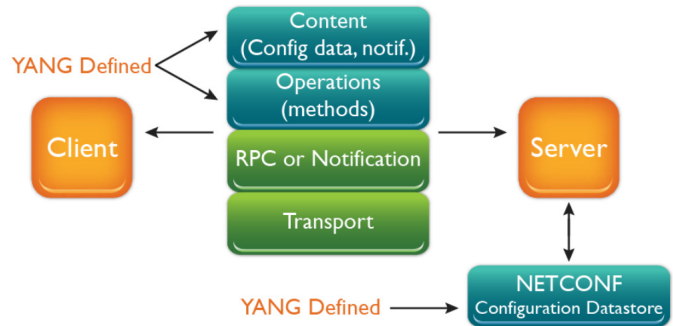 Content
(Config data, notif.)
YANG Defined
Operations
(methods)
Client
RPC or Notification
Server
Transport
NETCONF
Configuration Datastore
YANG Defined